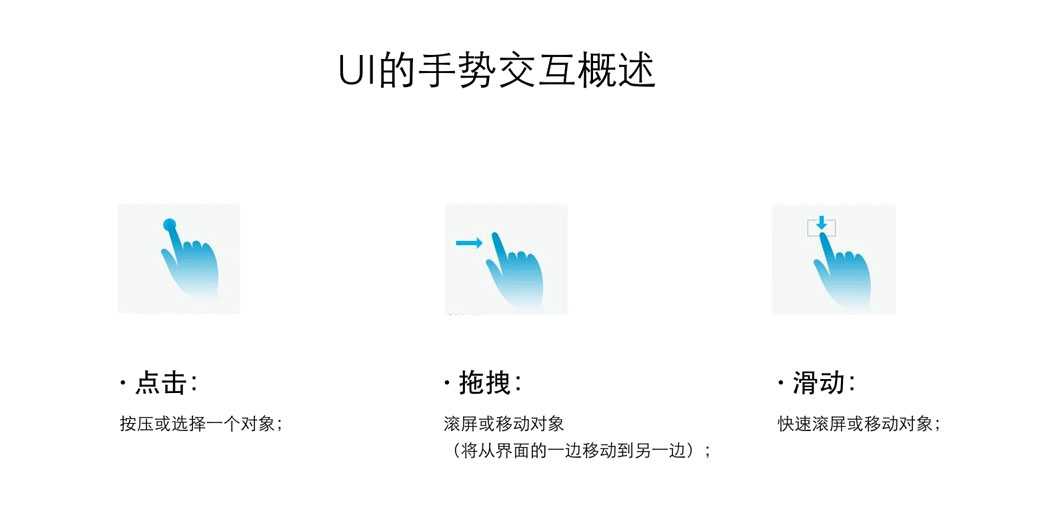 UI的手势交互概述
· 点击：
按压或选择一个对象；
· 拖拽：
滚屏或移动对象
（将从界面的一边移动到另一边）；
· 滑动：
快速滚屏或移动对象；